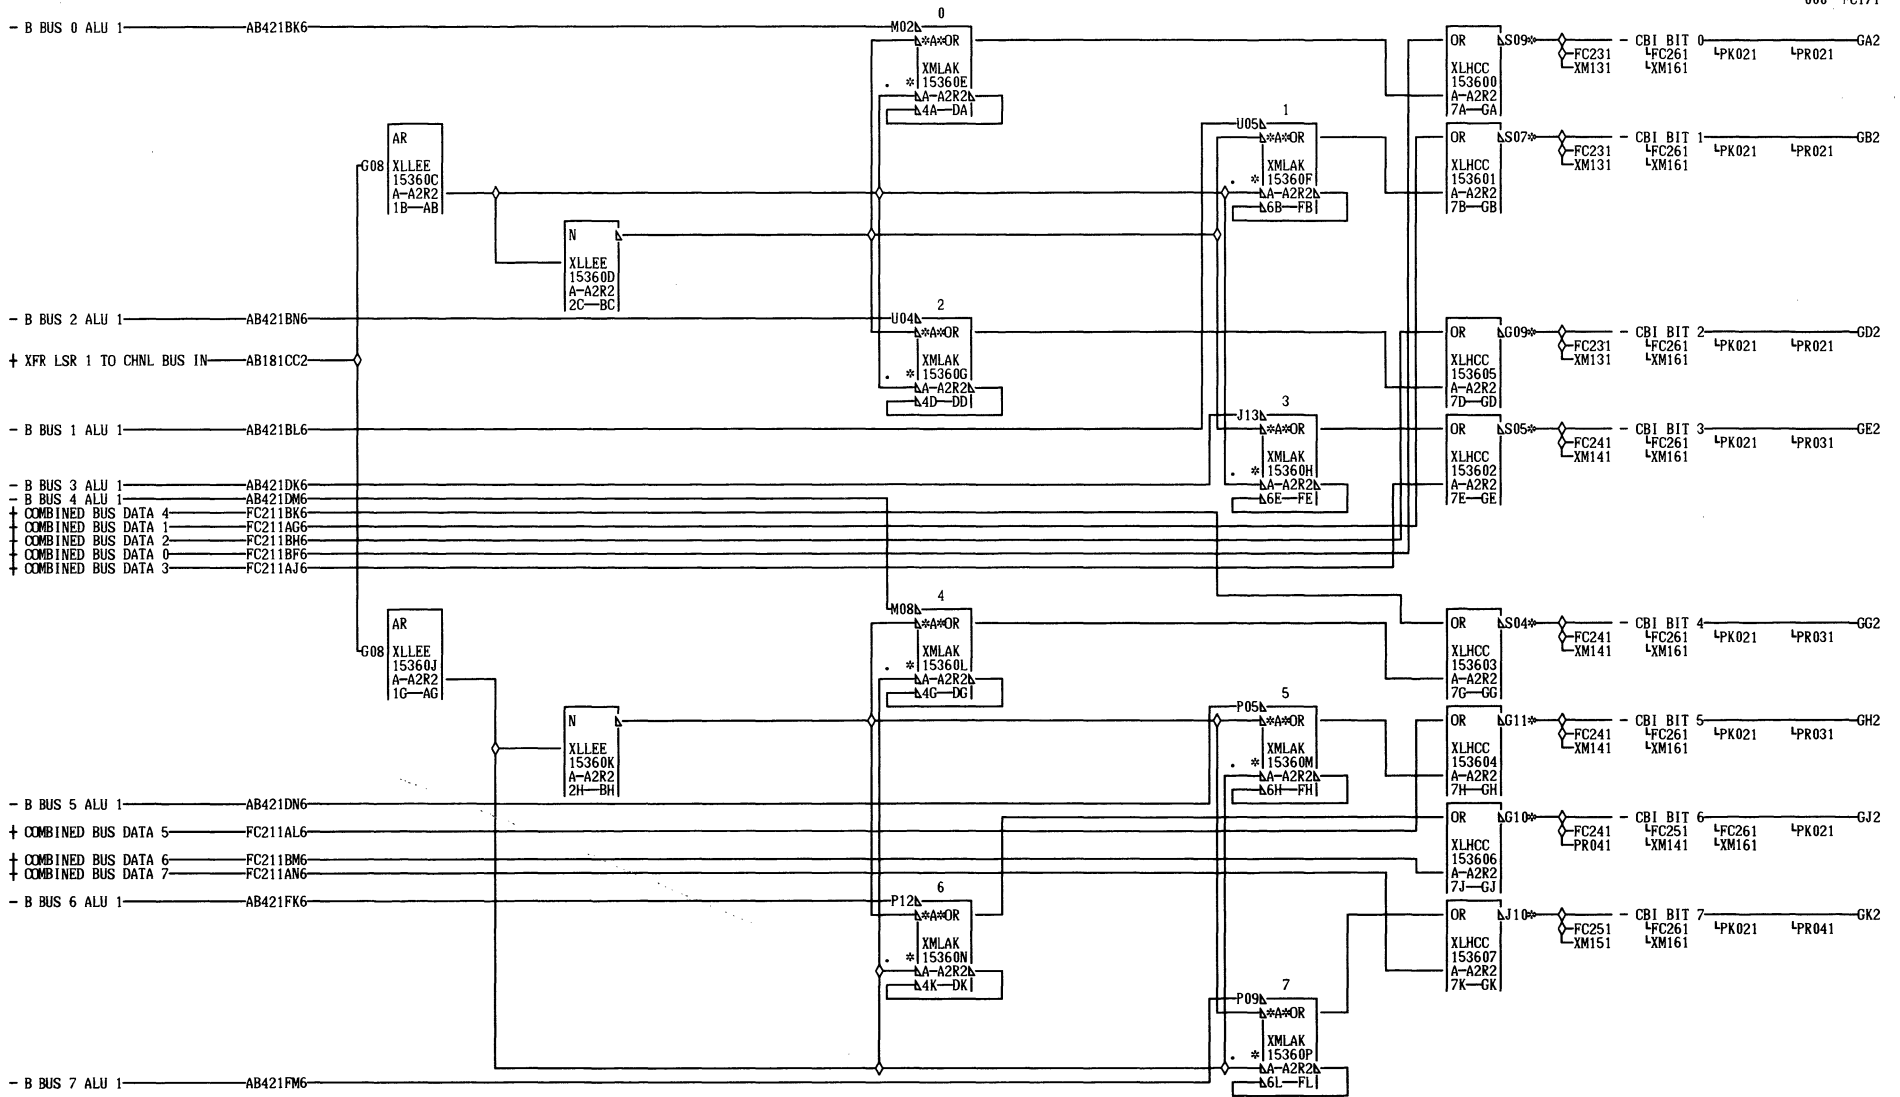 - B BUS 0 ALU 1 AB421BK6
M02
0
*A*OR
XMLAK
. * 15360E
A-A2R2
4A—DA
OR S09* - CBI BIT 0 GA2
FC231 FC261 PK021 PR021
XM131 XM161
XLHCC
153600
A-A2R2
7A—GA
AR
G08 XLLEE
15360C
A-A2R2
1B—AB
U05
1
*A*OR
XMLAK
. * 15360F
A-A2R2
6B—FB
OR S07* - CBI BIT 1 GB2
FC231 FC261 PK021 PR021
XM131 XM161
XLHCC
153601
A-A2R2
7B—GB
N
XLLEE
15360D
A-A2R2
2C—BC
- B BUS 2 ALU 1 AB421BN6
U04
2
*A*OR
XMLAK
. * 15360G
A-A2R2
4D—DD
OR G09* - CBI BIT 2 GD2
FC231 FC261 PK021 PR021
XM131 XM161
XLHCC
153605
A-A2R2
7D—GD
+ XFR LSR 1 TO CHNL BUS IN AB181CC2
- B BUS 1 ALU 1 AB421BL6
J13
3
*A*OR
XMLAK
. * 15360H
A-A2R2
6E—FE
OR S05* - CBI BIT 3 GE2
FC241 FC261 PK021 PR031
XM141 XM161
XLHCC
153602
A-A2R2
7E—GE
- B BUS 3 ALU 1 AB421DK6
- B BUS 4 ALU 1 AB421DM6
+ COMBINED BUS DATA 4 FC211BK6
+ COMBINED BUS DATA 1 FC211AG6
+ COMBINED BUS DATA 2 FC211BH6
+ COMBINED BUS DATA 0 FC211BF6
+ COMBINED BUS DATA 3 FC211AJ6
AR
G08 XLLEE
15360J
A-A2R2
1G—AG
M08
4
*A*OR
XMLAK
. * 15360L
A-A2R2
4G—DG
OR S04* - CBI BIT 4 GG2
FC241 FC261 PK021 PR031
XM141 XM161
XLHCC
153603
A-A2R2
7G—GG
N
XLLEE
15360K
A-A2R2
2H—BH
P05
5
*A*OR
XMLAK
. * 15360M
A-A2R2
6H—FH
OR G11* - CBI BIT 5 GH2
FC241 FC261 PK021 PR031
XM141 XM161
XLHCC
153604
A-A2R2
7H—GH
- B BUS 5 ALU 1 AB421DN6
+ COMBINED BUS DATA 5 FC211AL6
+ COMBINED BUS DATA 6 FC211BM6
+ COMBINED BUS DATA 7 FC211AN6
OR G10* - CBI BIT 6 GJ2
FC241 FC251 FC261 PK021
PR041 XM141 XM161
XLHCC
153606
A-A2R2
7J—GJ
- B BUS 6 ALU 1 AB421FK6
P12
6
*A*OR
XMLAK
. * 15360N
A-A2R2
4K—DK
OR J10* - CBI BIT 7 GK2
FC251 FC261 PK021 PR041
XM151 XM161
XLHCC
153607
A-A2R2
7K—GK
P09
7
*A*OR
XMLAK
. * 15360P
A-A2R2
6L—FL
- B BUS 7 ALU 1 AB421FM6